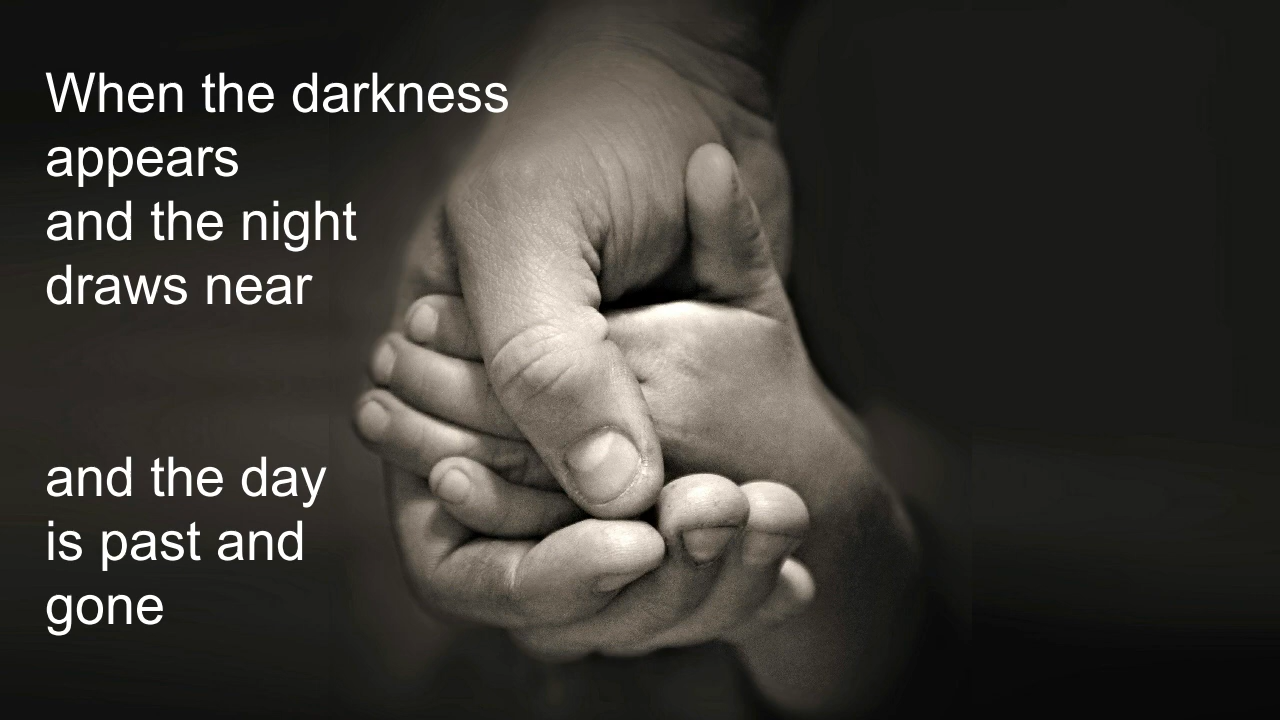 When the darkness
appears
and the night
draws near
and the day
is past and
gone